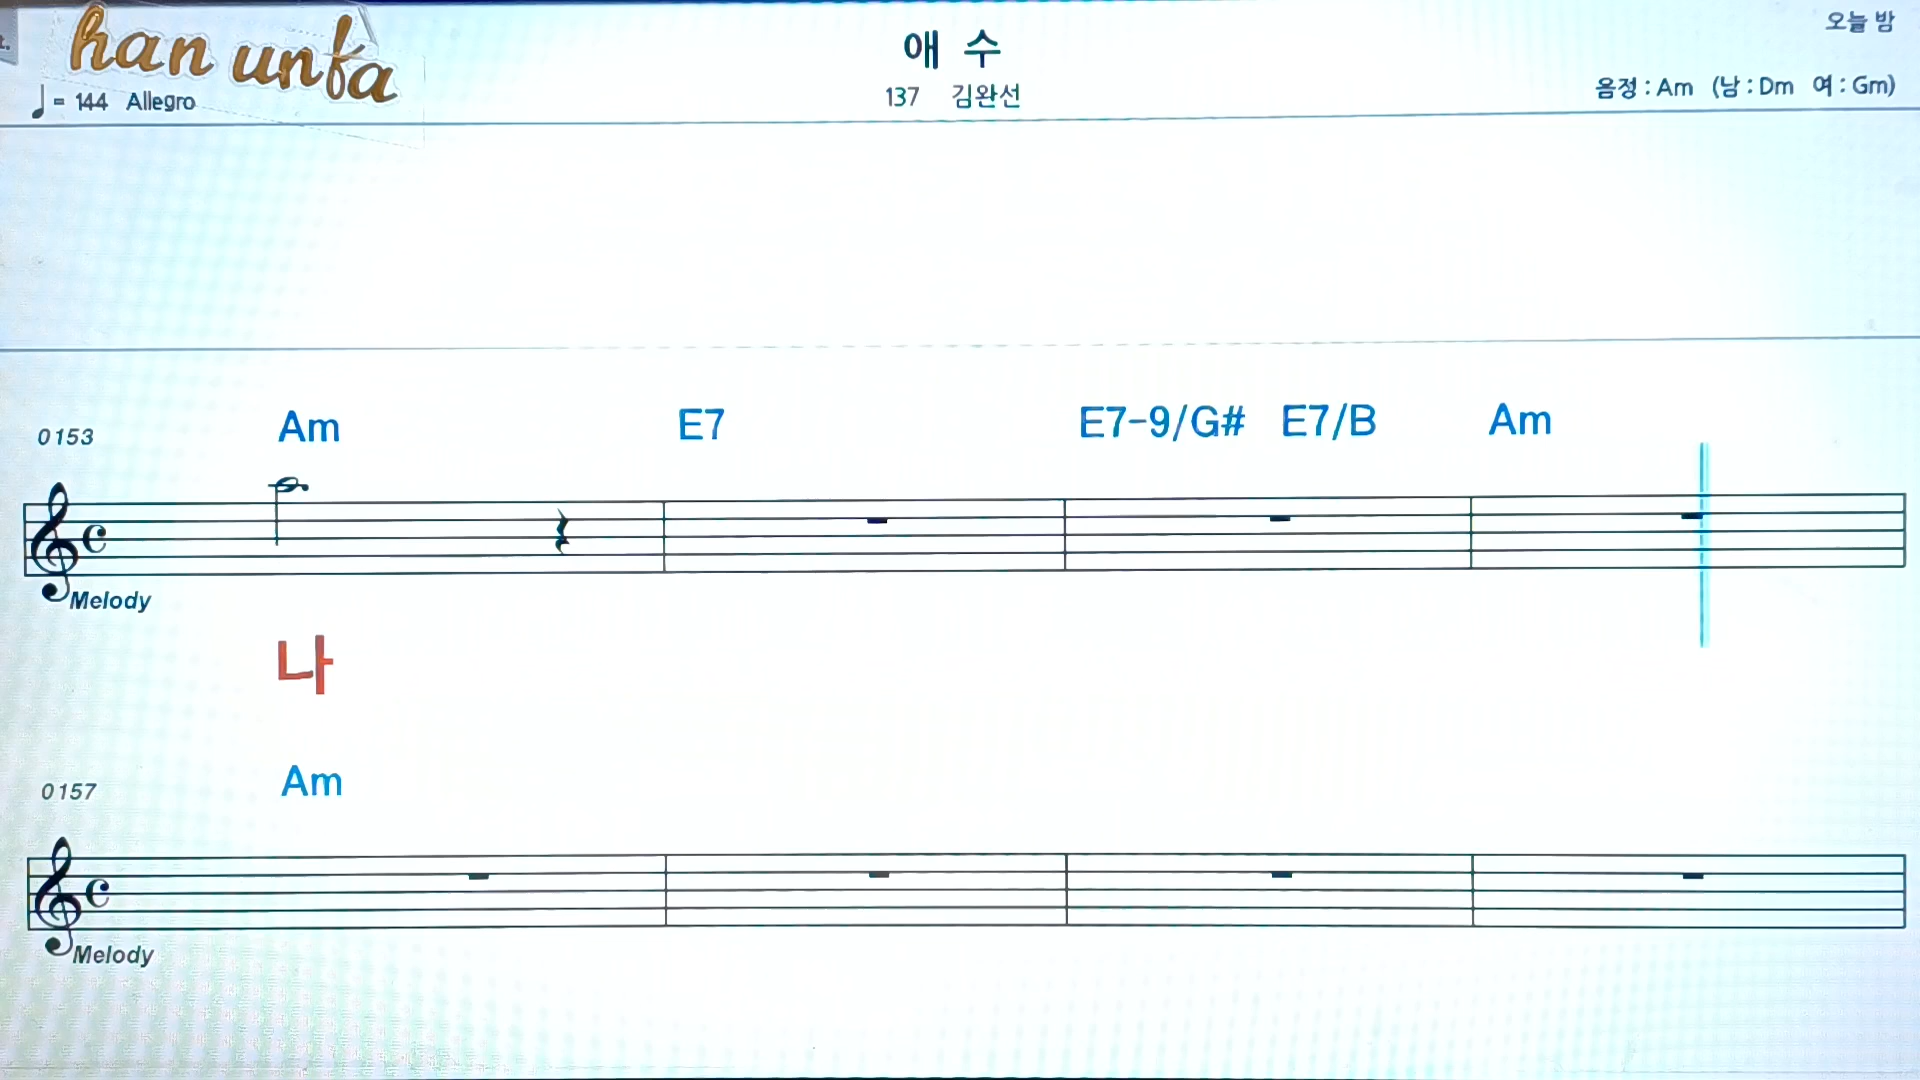 han unfa
오늘 밤
애 수
♩= 144 Allegro
137 김완선
음정 : Am (남 : Dm 여 : Gm)
0153 Am E7 E7-9/G# E7/B Am
Melody
나
0157 Am
Melody